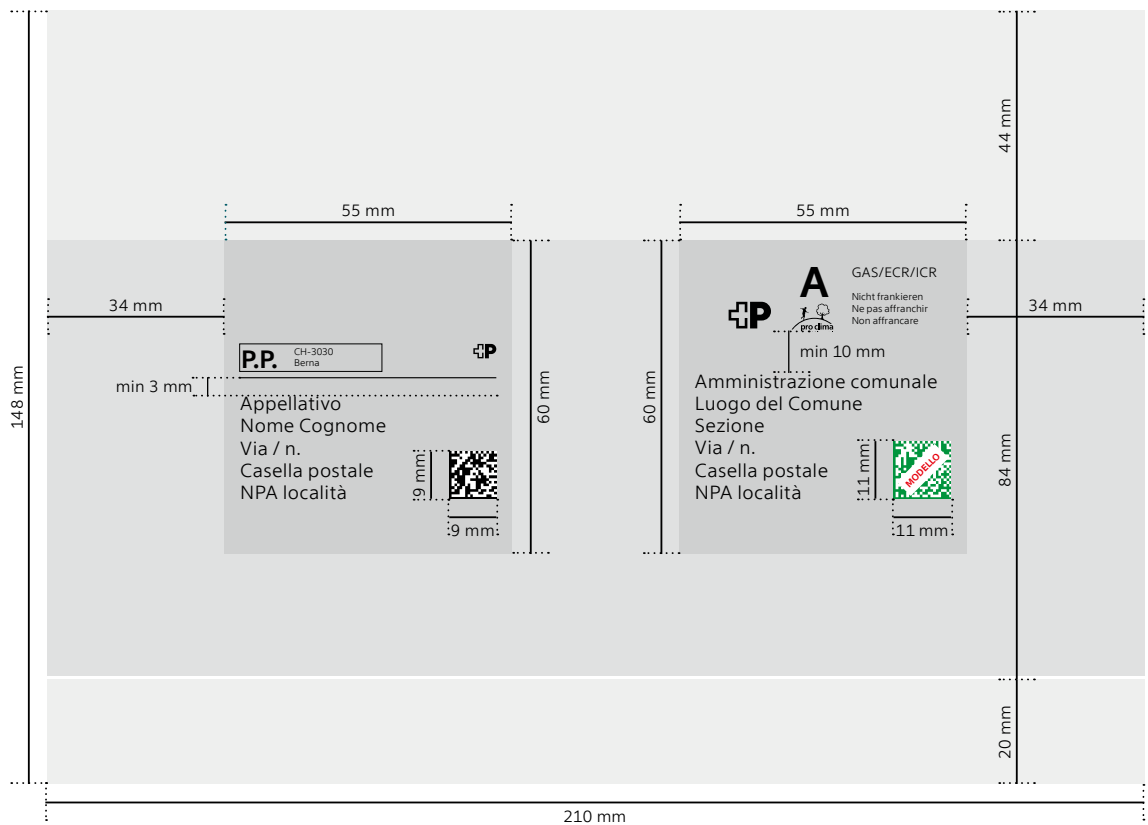 44 mm
55 mm
55 mm
34 mm
34 mm
148 mm
P.P.
CH-3030
Berna
P
min 3 mm
Appellativo
Nome Cognome
Via / n.
Casella postale
NPA località
9 mm
9 mm
60 mm
60 mm
P
A
pro clima
GAS/ECR/ICR
Nicht frankieren
Ne pas affranchir
Non affrancare
min 10 mm
Amministrazione comunale
Luogo del Comune
Sezione
Via / n.
Casella postale
NPA località
11 mm
MODELLO
11 mm
84 mm
20 mm
210 mm